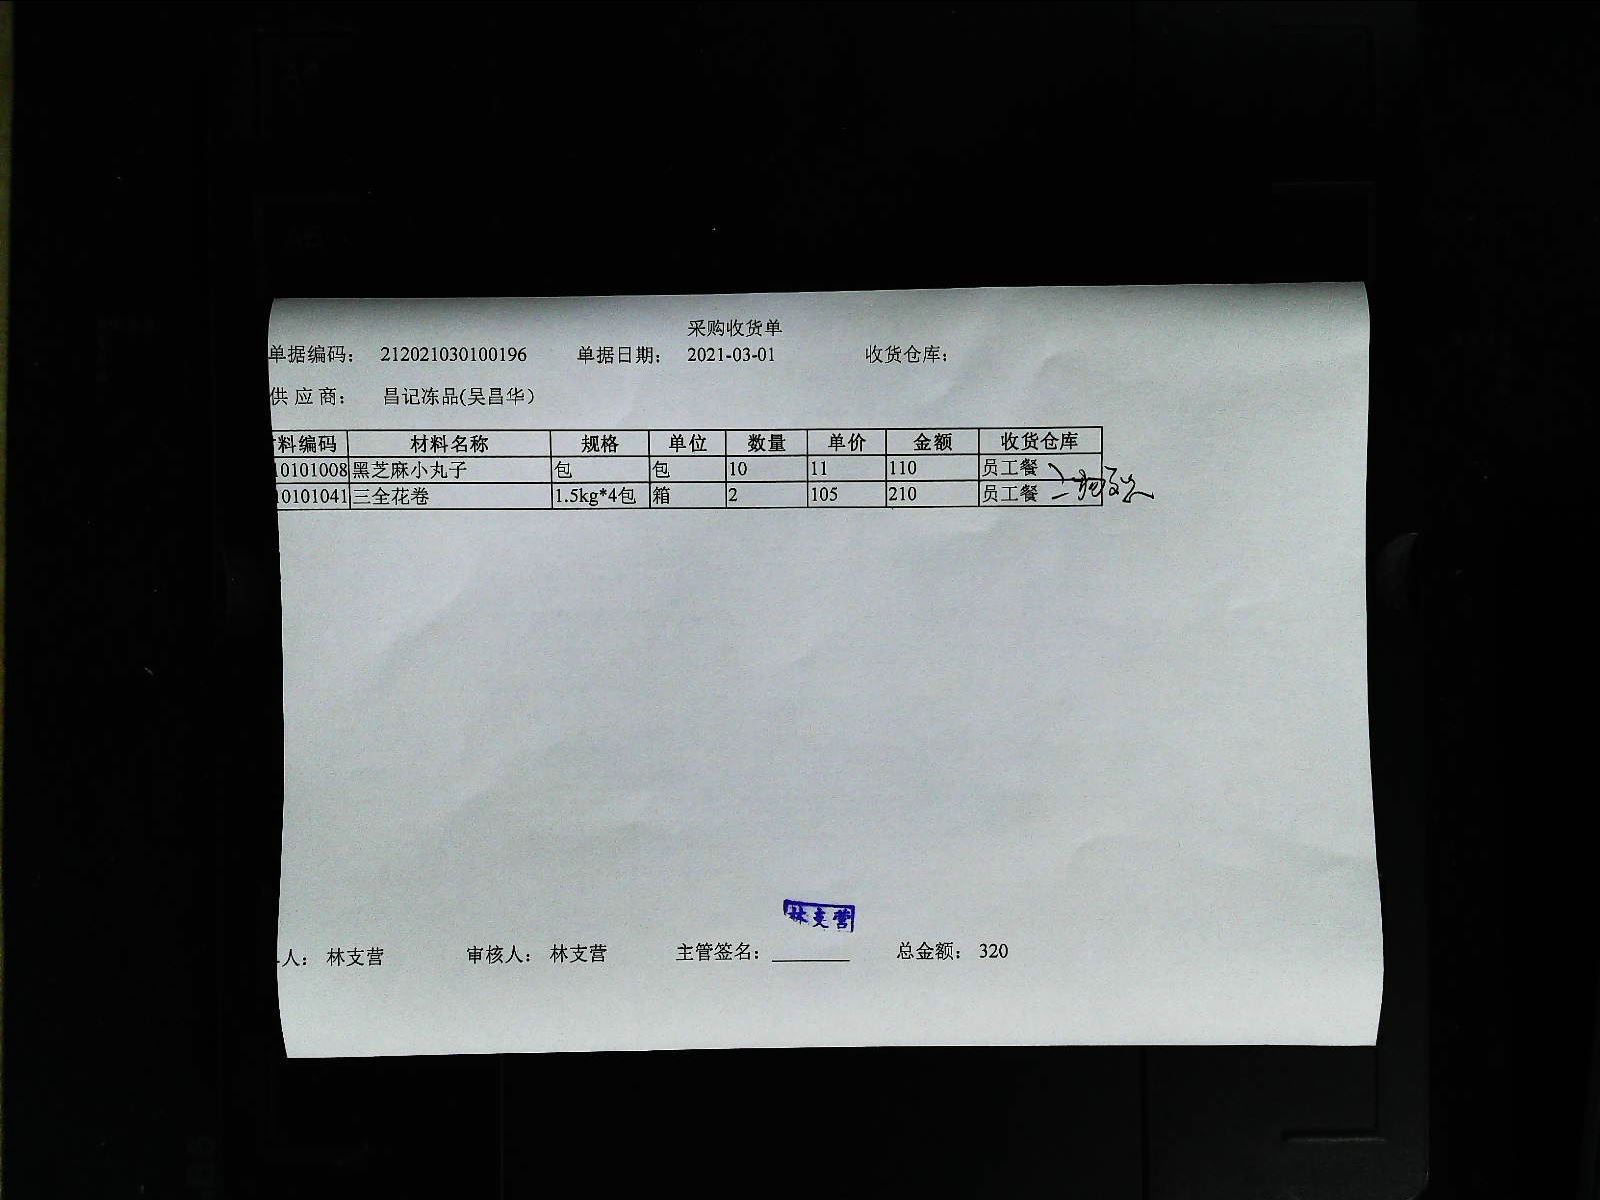 采购收货单
单据编码： 212021030100196 单据日期： 2021-03-01 收货仓库：
供应商： 昌记冻品(吴昌华）
料编码 材料名称 规格 单位 数量 单价 金额 收货仓库
10101008 黑芝麻小丸子 包 包 10 11 110 员工餐
10101041 三全花卷 1.5kg*4包 箱 2 105 210 员工餐
林支营
人： 林支营 审核人： 林支营 主管签名： 总金额： 320